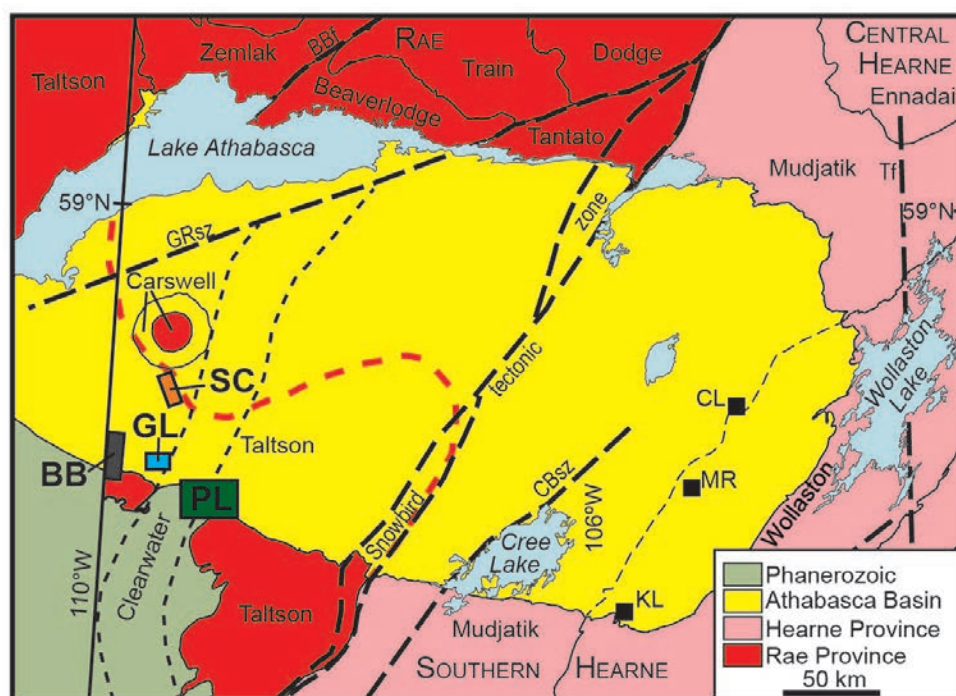 CENTRAL
HEARNE
Ennadai
Zemlak
BBf
RAE
Dodge
Taltson
Train
Beaverlodge
Tantato
Lake Athabasca
Mudjatik
Tf
59°N
59°N
zone
GRsz
Carswell
Wollaston
Lake
SC
tectonic
CL
GL
Taltson
BB
CBsz
MR
PL
Wollaston
Snowbird
106°W
Cree
Lake
110°W
Clearwater
Taltson
KL
Mudjatik
SOUTHERN HEARNE
Phanerozoic
Athabasca Basin
Hearne Province
Rae Province
50 km